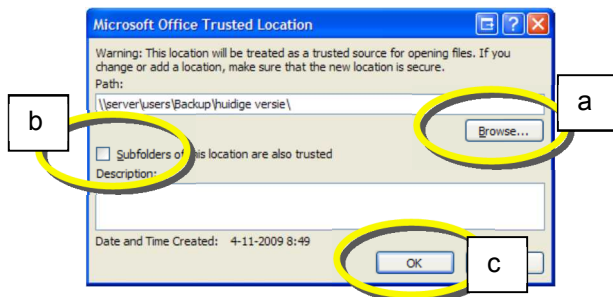 Microsoft Office Trusted Location
Warning: This location will be treated as a trusted source for opening files. If you
change or add a location, make sure that the new location is secure.
Path:
\\server\users\Backup\huidige versie\
a
b
Browse...
Subfolders of this location are also trusted
Description:
Date and Time Created: 4-11-2009 8:49
OK
c